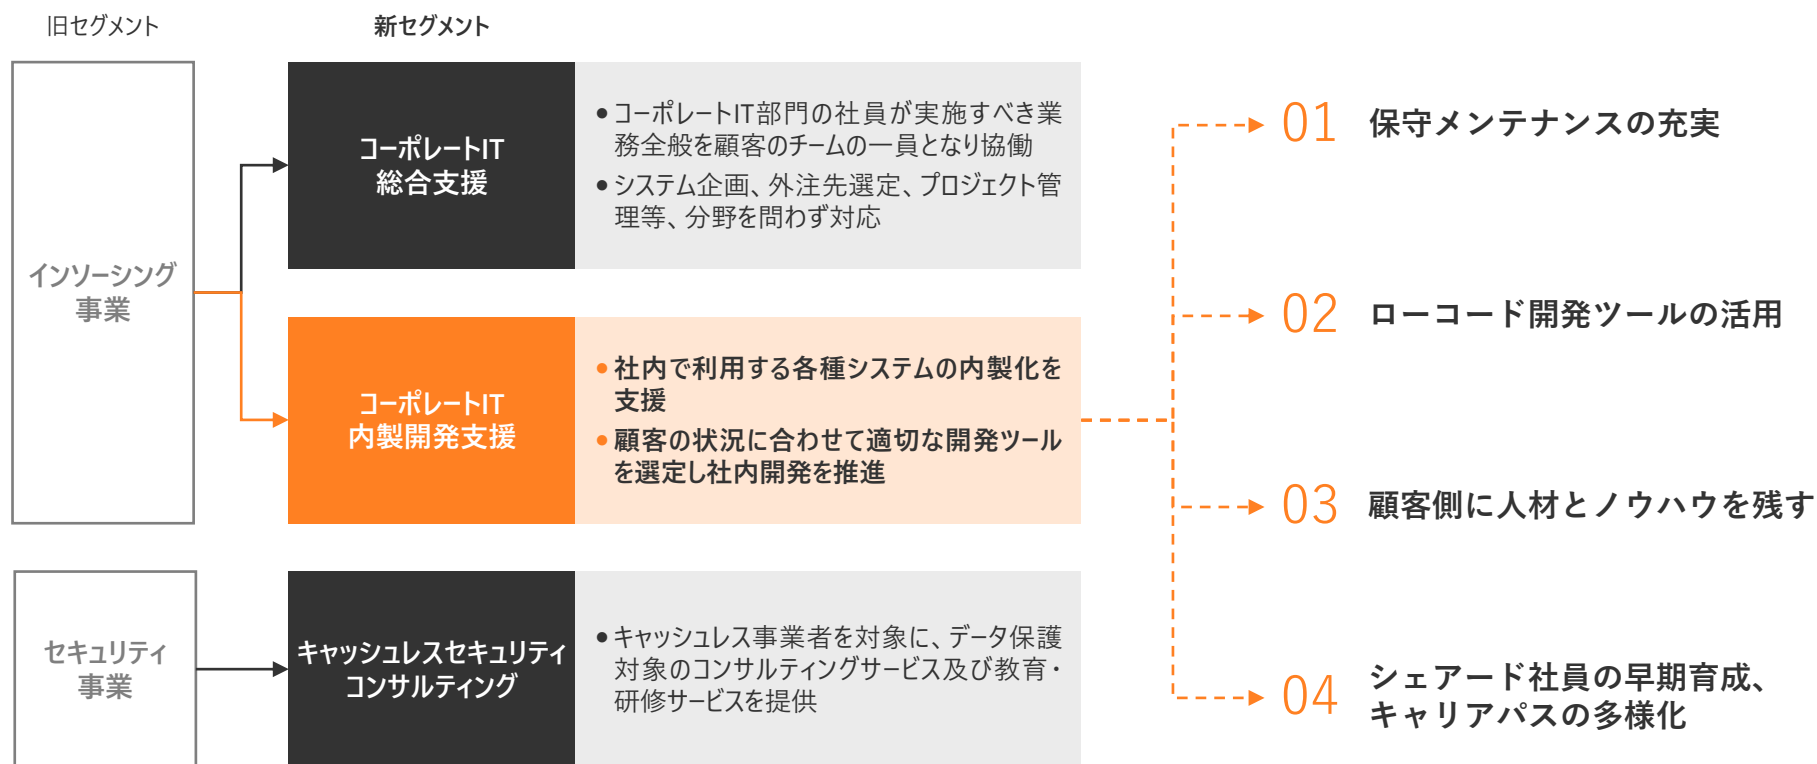 旧セグメント
新セグメント
インソーシング
事業
コーポレートIT
総合支援
●コーポレートIT部門の社員が実施すべき業
務全般を顧客のチームの一員となり協働
●システム企画、外注先選定、プロジェクト管
理等、分野を問わず対応
コーポレートIT
内製開発支援
●社内で利用する各種システムの内製化を
支援
●顧客の状況に合わせて適切な開発ツール
を選定し社内開発を推進
セキュリティ
事業
キャッシュレスセキュリティ
コンサルティング
●キャッシュレス事業者を対象に、データ保護
対象のコンサルティングサービス及び教育・
研修サービスを提供
01 保守メンテナンスの充実
02 ローコード開発ツールの活用
03 顧客側に人材とノウハウを残す
04 シェアード社員の早期育成、
キャリアパスの多様化